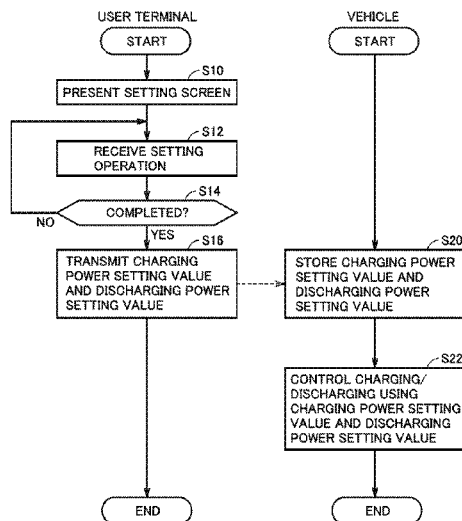 USER TERMINAL
START
S10
PRESENT SETTING SCREEN
S12
RECEIVE SETTING
OPERATION
S14
COMPLETED?
NO
YES
S16
TRANSMIT CHARGING
POWER SETTING VALUE
AND DISCHARGING POWER
SETTING VALUE
END
VEHICLE
START
S20
STORE CHARGING POWER
SETTING VALUE AND
DISCHARGING POWER
SETTING VALUE
S22
CONTROL CHARGING/
DISCHARGING USING
CHARGING POWER SETTING
VALUE AND DISCHARGING
POWER SETTING VALUE
END